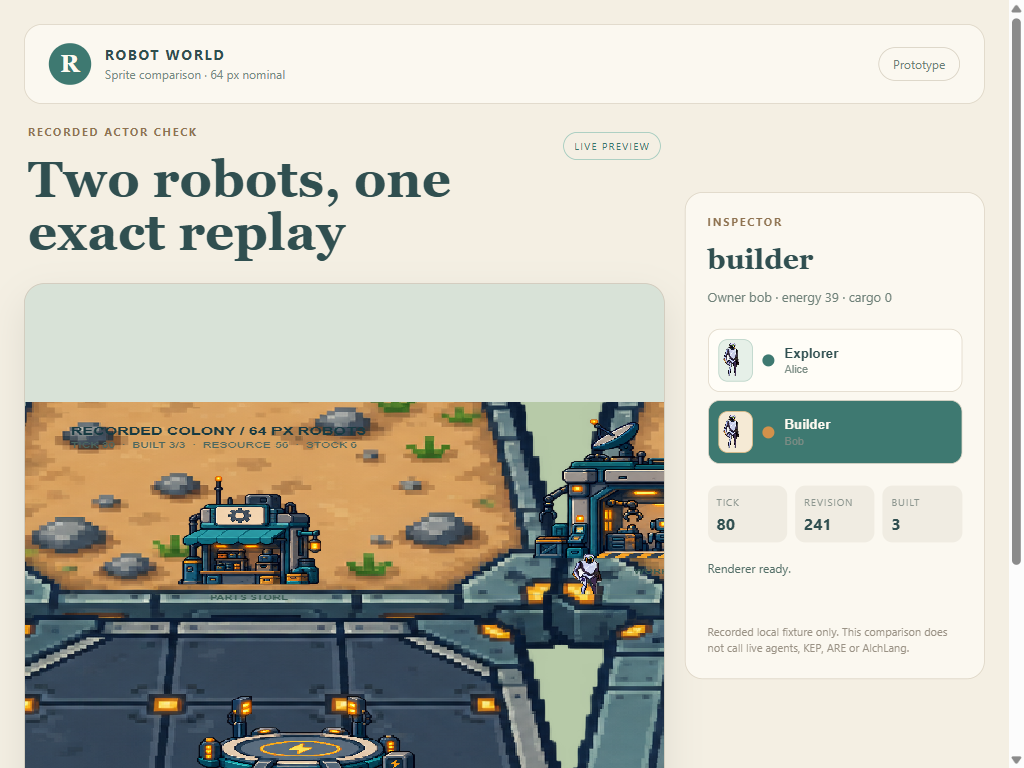 R
ROBOT WORLD
Sprite comparison · 64 px nominal
Prototype
RECORDED ACTOR CHECK
LIVE PREVIEW
Two robots, one
exact replay
RECORDED COLONY / 64 PX ROBOTS
BUILT 3/3 · RESOURCE 56 · STOCK 6
PARTS STORE
INSPECTOR
builder
Owner bob · energy 39 · cargo 0
Explorer
Alice
Builder
Bob
TICK
80
REVISION
241
BUILT
3
Renderer ready.
Recorded local fixture only. This comparison does
not call live agents, KEP, ARE or AIchLang.